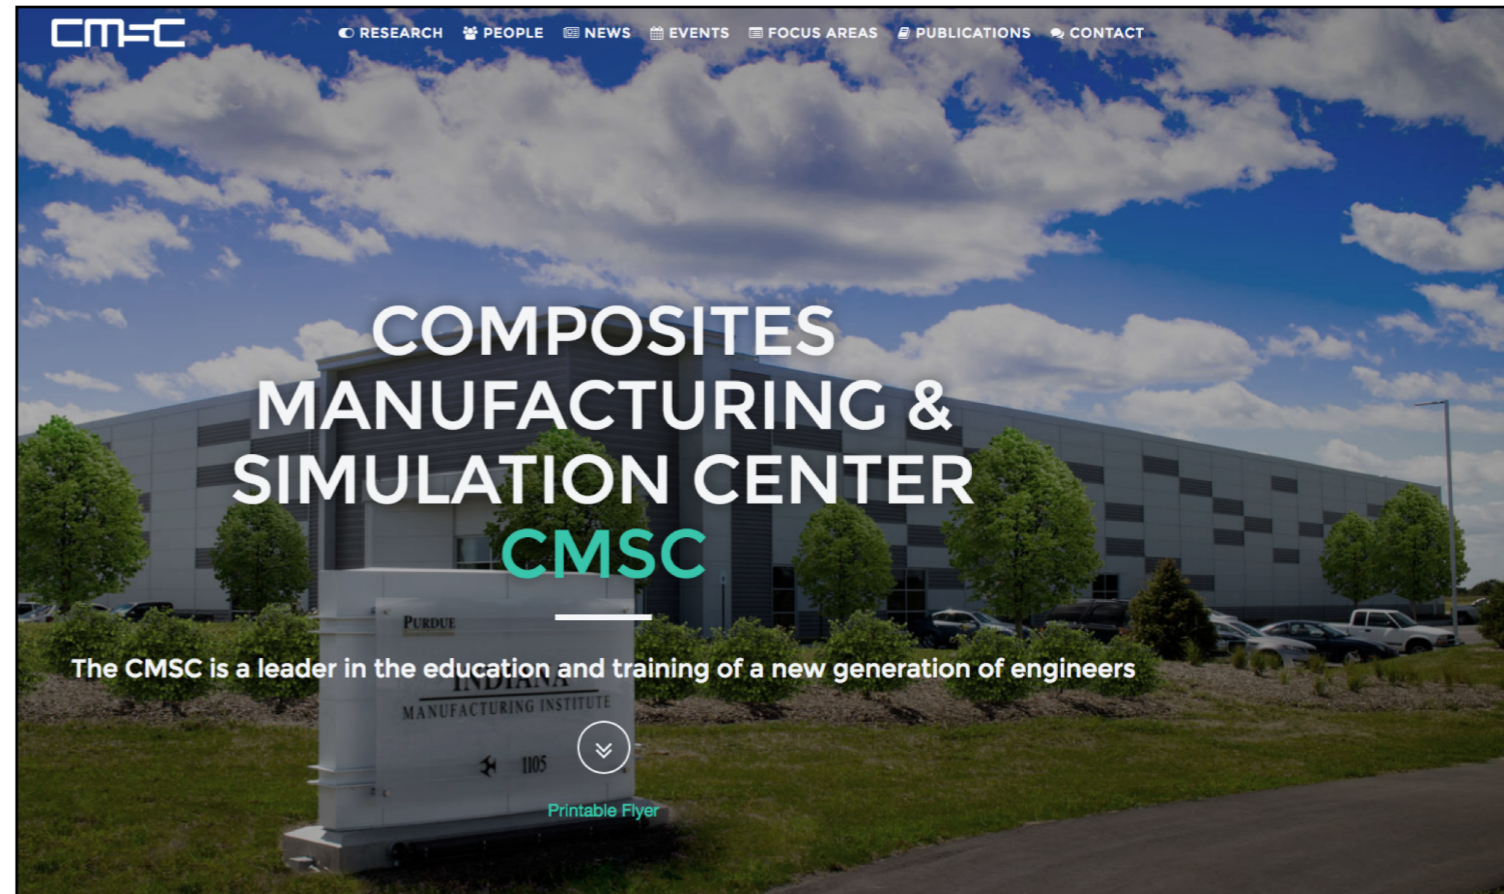 CMSC
RESEARCH PEOPLE NEWS EVENTS FOCUS AREAS PUBLICATIONS CONTACT
COMPOSITES
MANUFACTURING &
SIMULATION CENTER
CMSC
PURDUE
The CMSC is a leader in the education and training of a new generation of engineers
INDIANA
MANUFACTURING INSTITUTE
1105
Printable Flyer